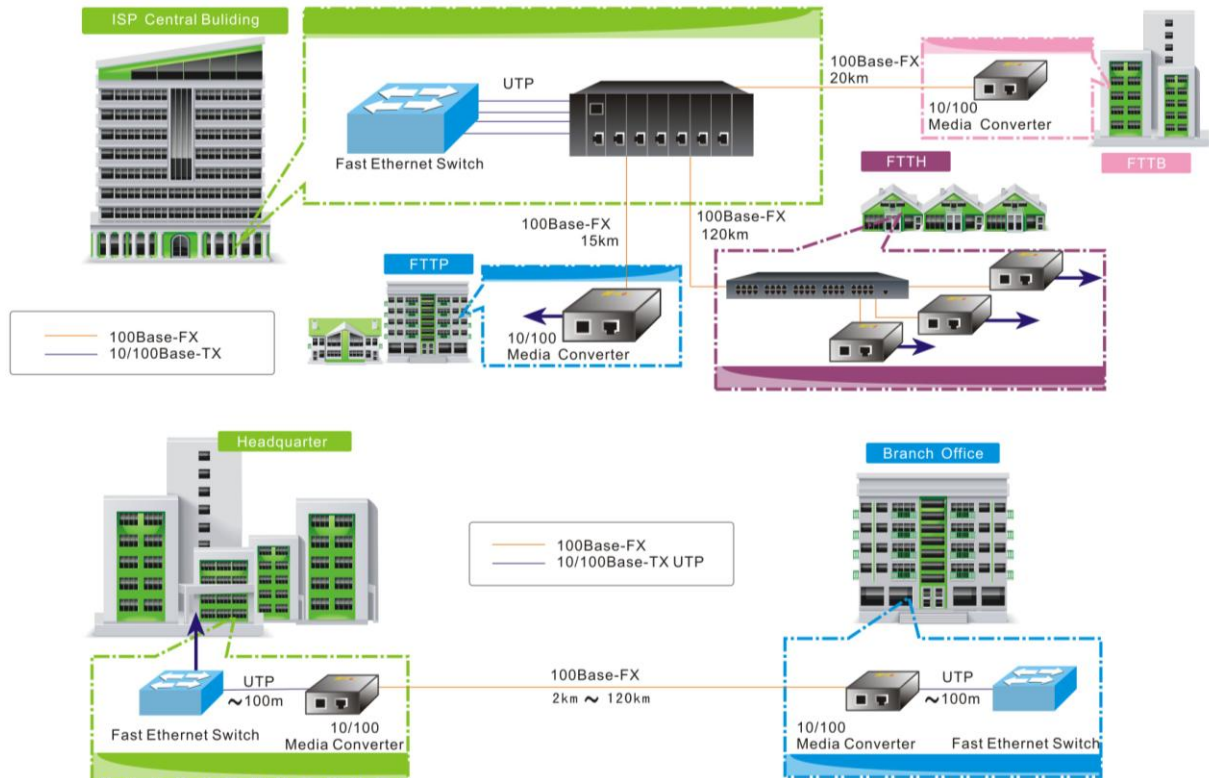 ISP Central Buliding
UTP
Fast Ethernet Switch
100Base-FX
20km
10/100
Media Converter
FTTB
FTTH
100Base-FX
15km
100Base-FX
120km
FTTP
10/100
Media Converter
100Base-FX
10/100Base-TX
Headquarter
Branch Office
100Base-FX
10/100Base-TX UTP
UTP
~100m
Fast Ethernet Switch
10/100
Media Converter
100Base-FX
2km ~ 120km
UTP
~100m
10/100
Media Converter
Fast Ethernet Switch